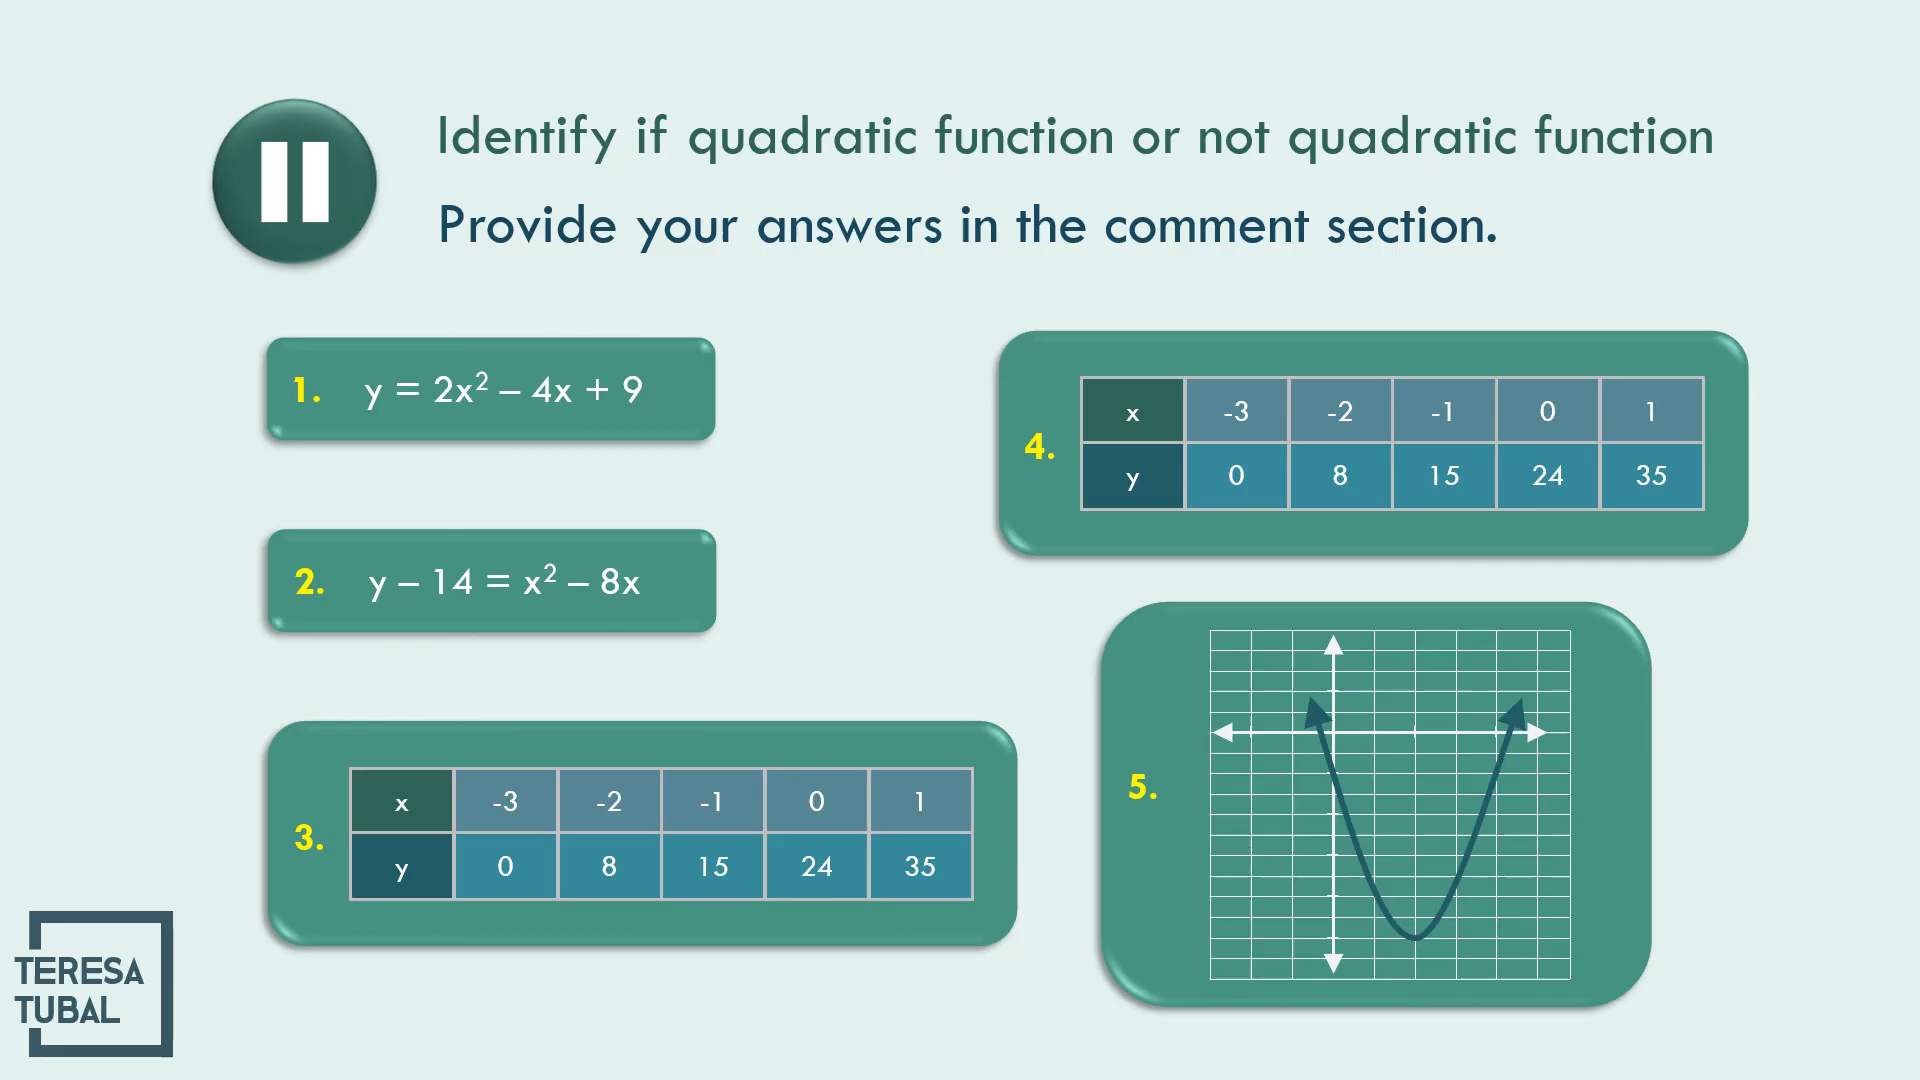 Identify if quadratic function or not quadratic function
Provide your answers in the comment section.
1. y = 2x² – 4x + 9
2. y – 14 = x² – 8x
3.
x -3 -2 -1 0 1
y 0 8 15 24 35
4.
x -3 -2 -1 0 1
y 0 8 15 24 35
5.
TERESA
TUBAL